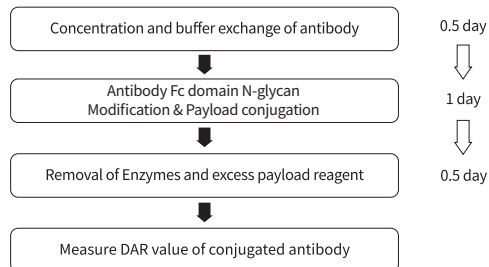 Concentration and buffer exchange of antibody
0.5 day
Antibody Fc domain N-glycan
Modification & Payload conjugation
1 day
Removal of Enzymes and excess payload reagent
0.5 day
Measure DAR value of conjugated antibody